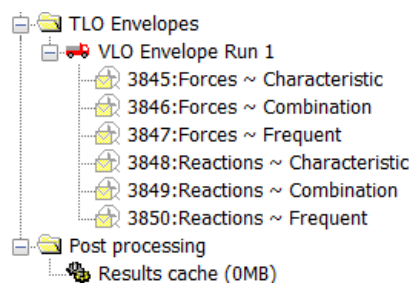 TLO Envelopes
VLO Envelope Run 1
3845:Forces ~ Characteristic
3846:Forces ~ Combination
3847:Forces ~ Frequent
3848:Reactions ~ Characteristic
3849:Reactions ~ Combination
3850:Reactions ~ Frequent
Post processing
Results cache (0MB)